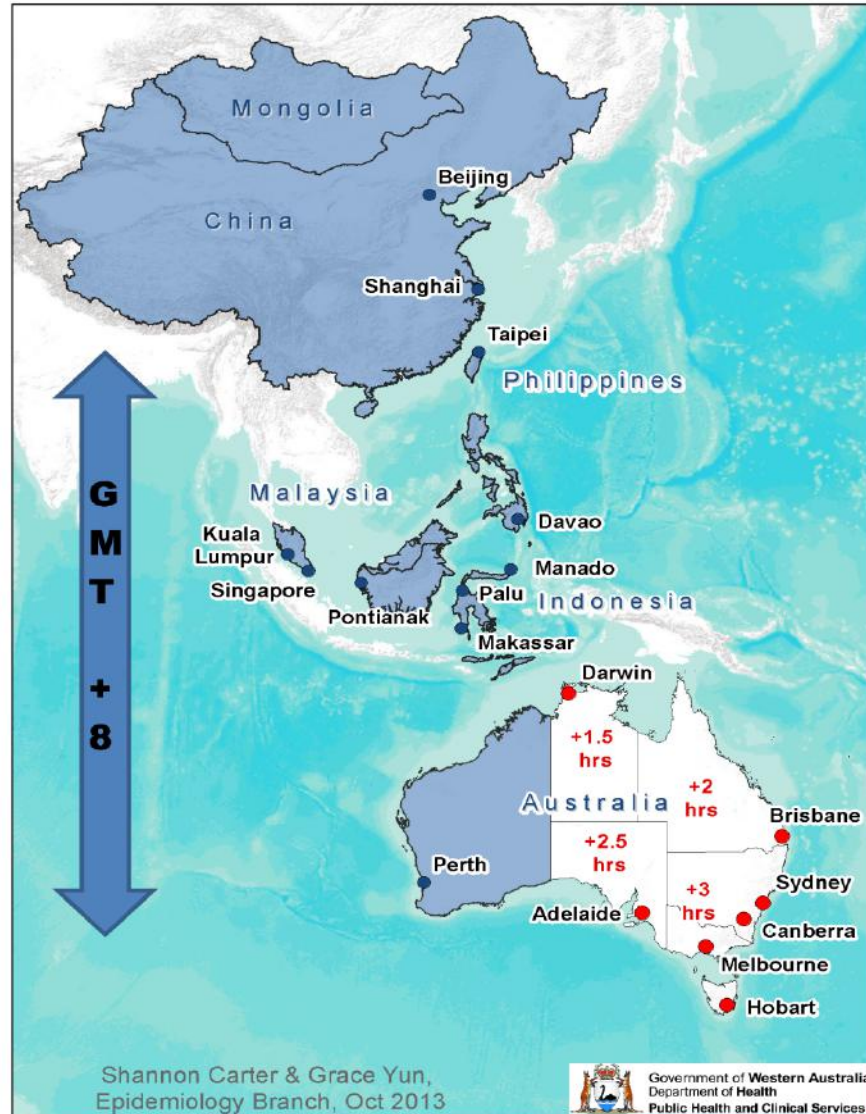 Mongolia
Beijing
China
Shanghai
Taipei
Philippines
GMT +8
Malaysia
Davao
Kuala
Lumpur
Manado
Singapore
Palu
Indonesia
Pontianak
Makassar
Darwin
+1.5
hrs
+2
hrs
Australia
Brisbane
+2.5
hrs
Perth
Sydney
+3
hrs
Adelaide
Canberra
Melbourne
Hobart
Shannon Carter & Grace Yun,
Epidemiology Branch, Oct 2013
Government of Western Australia
Department of Health
Public Health and Clinical Services